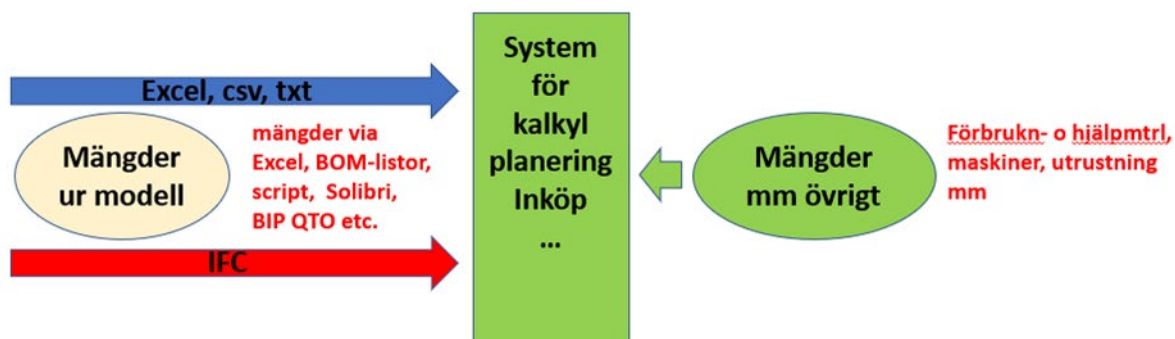 Excel, csv, txt
Mängder
ur modell
mängder via
Excel, BOM-listor,
script, Solibri,
BIP QTO etc.
IFC
System
för
kalkyl
planering
Inköp
...
Mängder
mm övrigt
Förbrukn- o hjälpmtrl,
maskiner, utrustning
mm